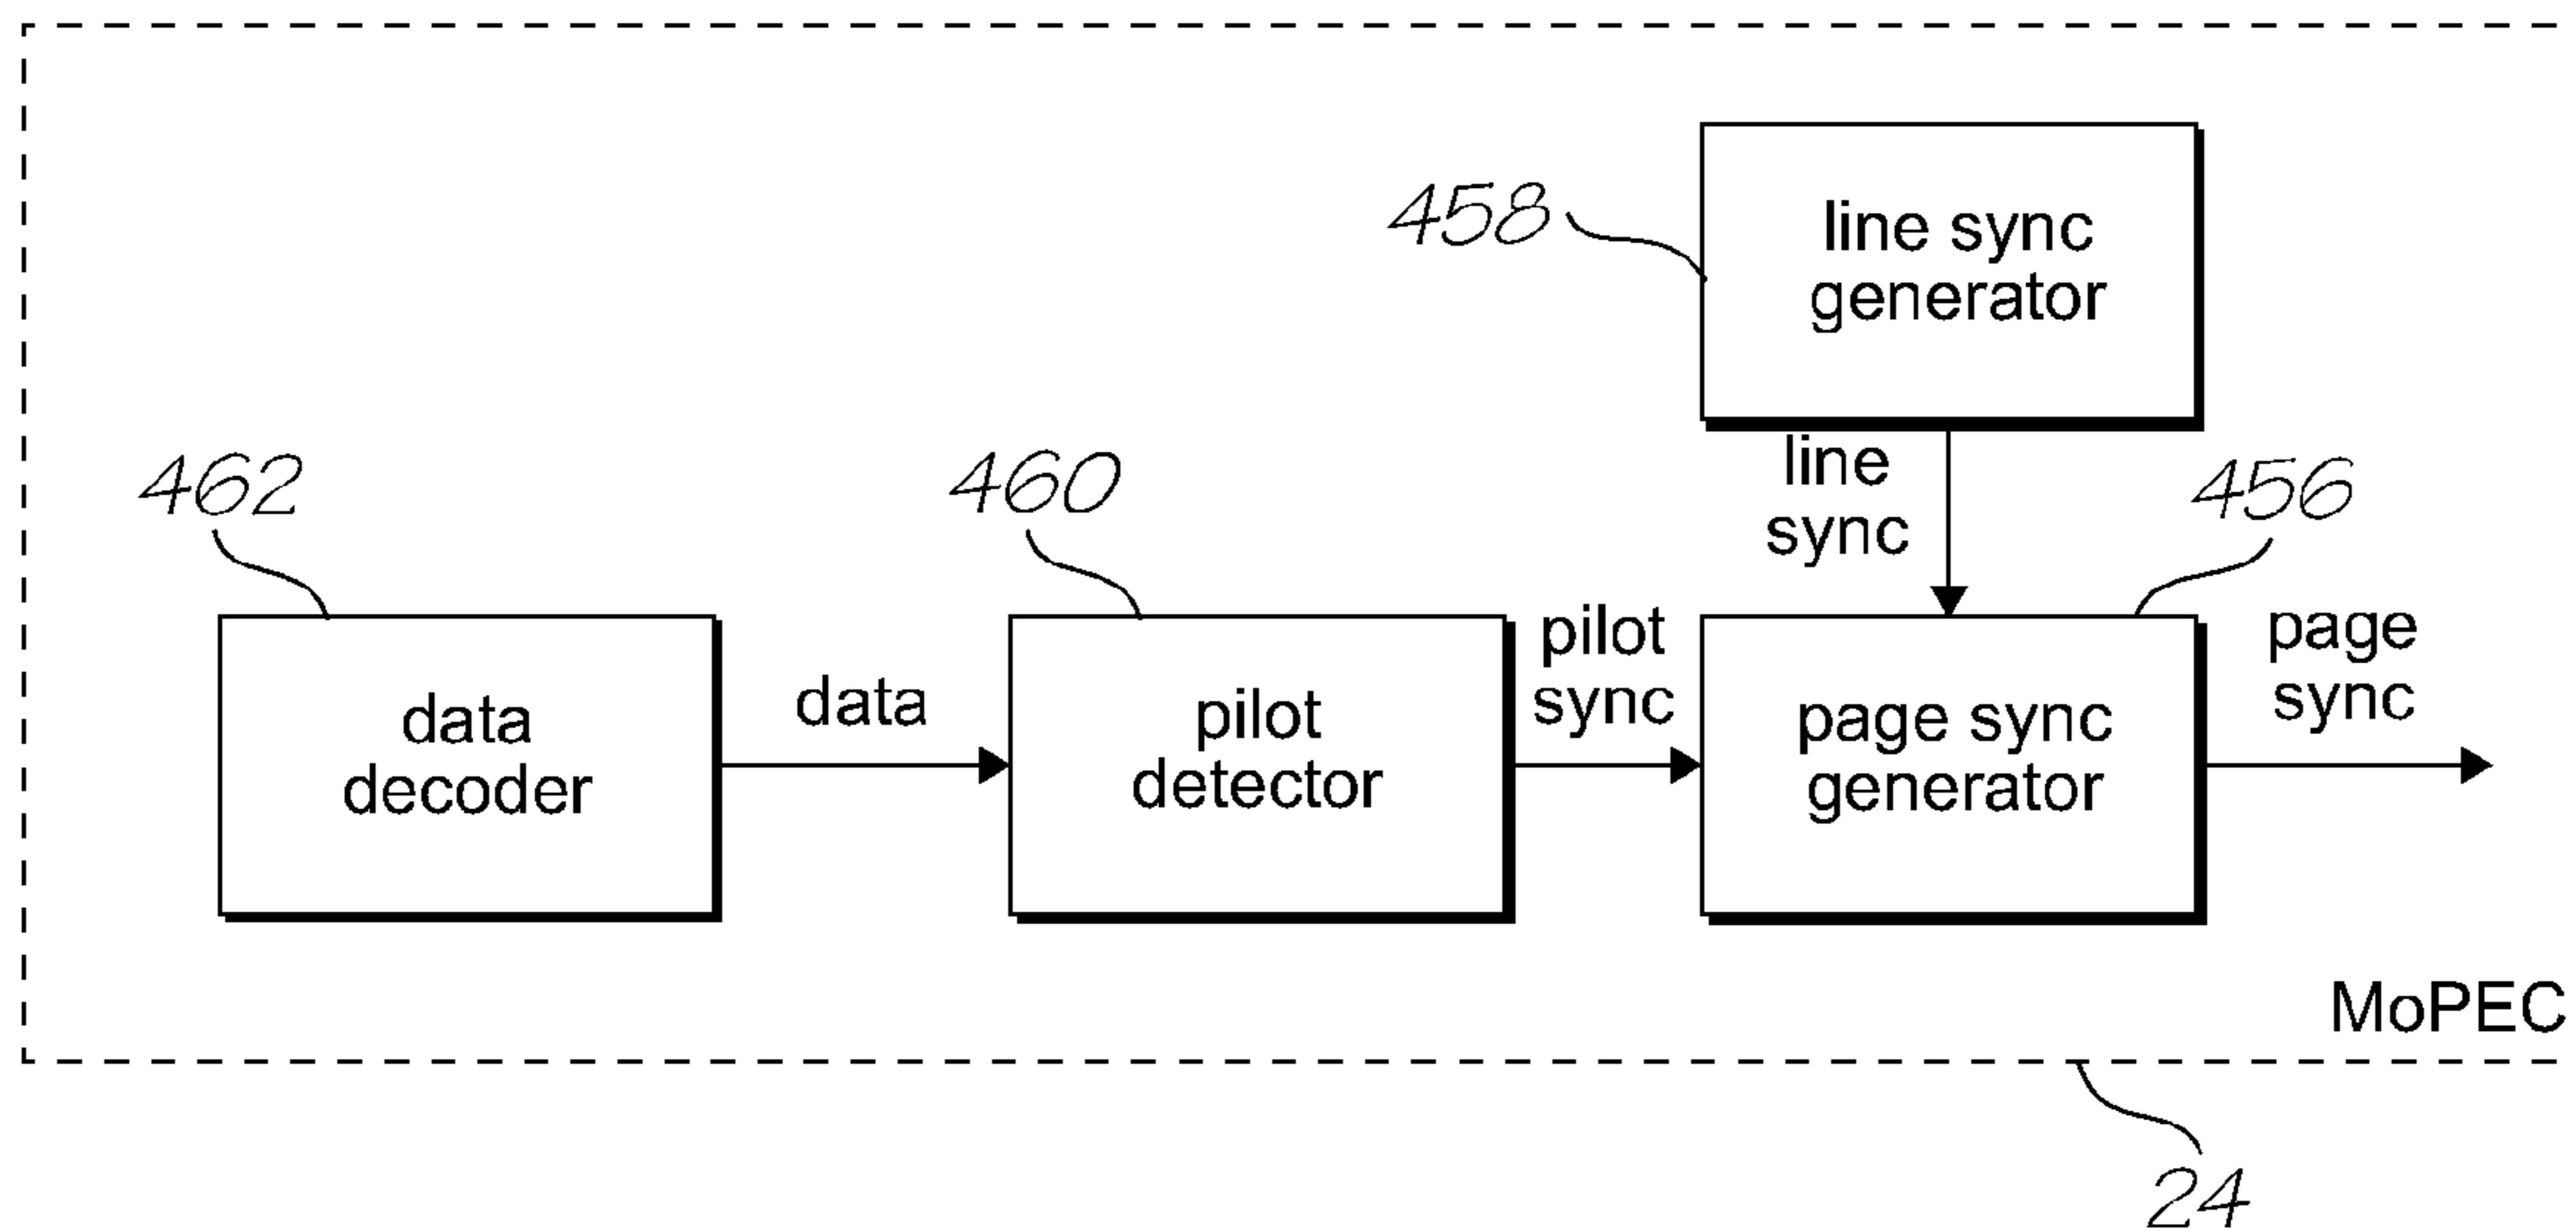 458
line sync
generator
line
sync
462
460
456
data
decoder
data
pilot
detector
pilot
sync
page sync
generator
page
sync
MoPEC
24